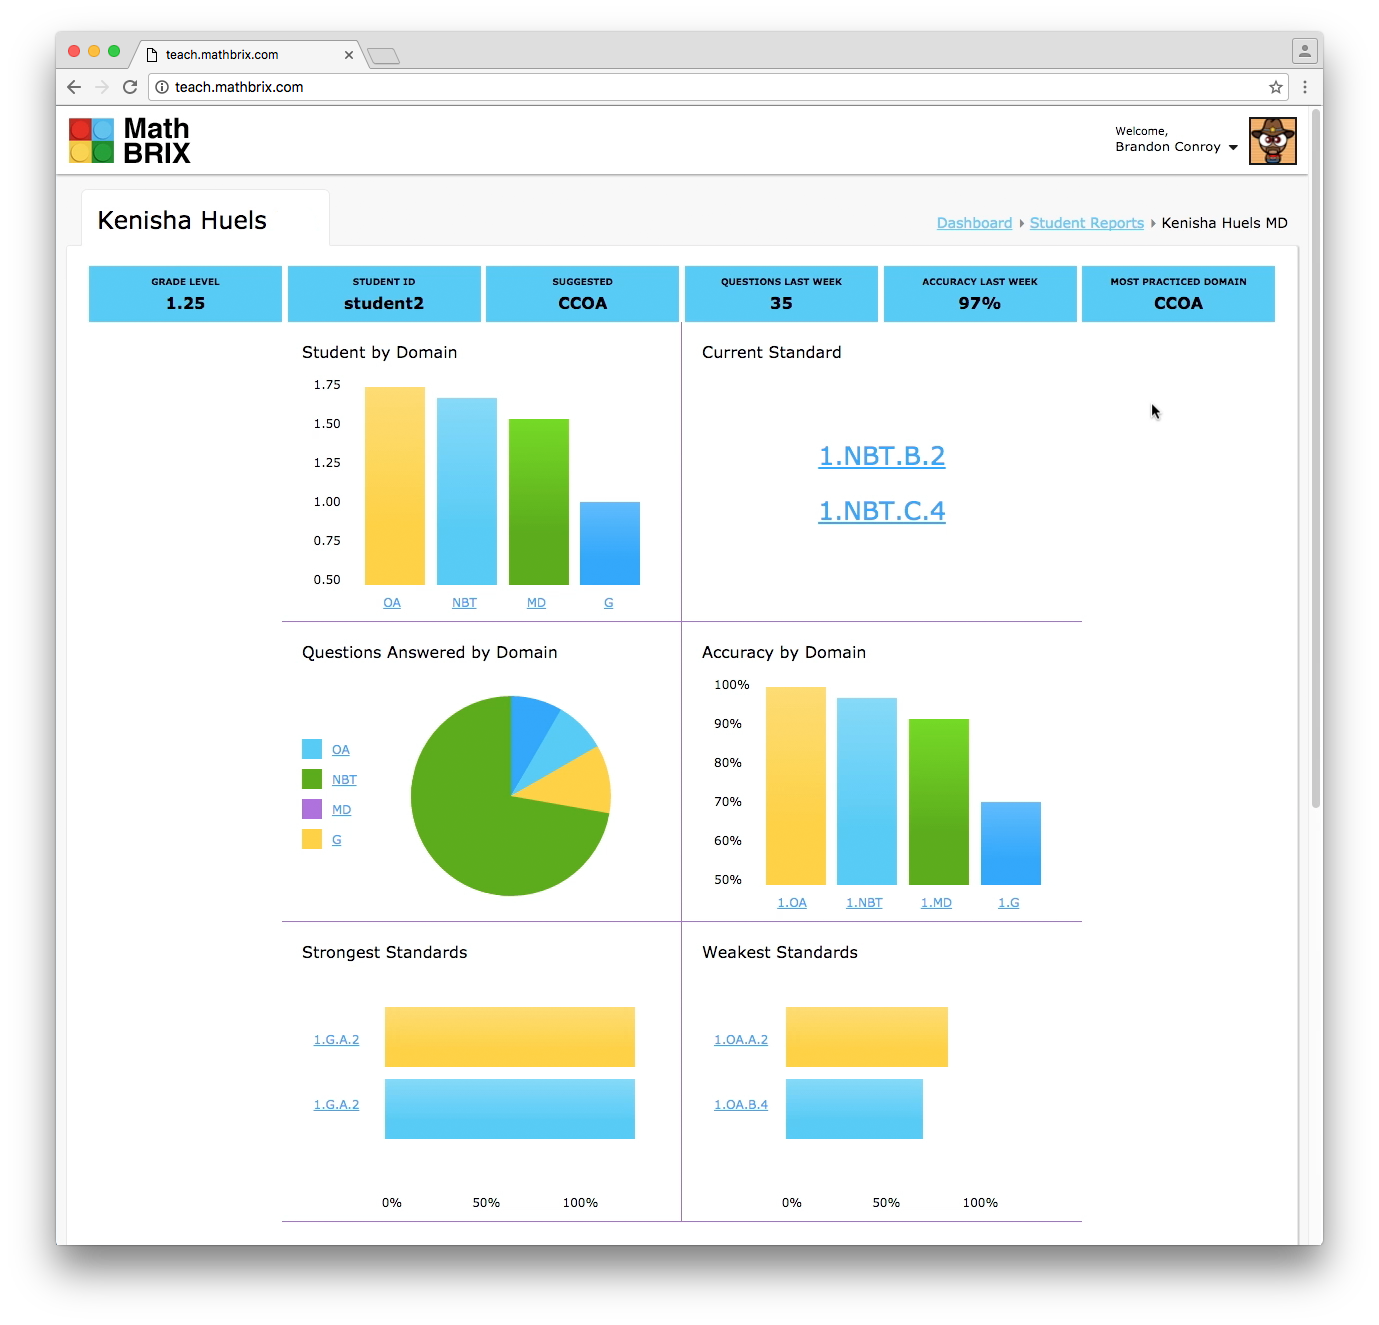 teach.mathbrix.com
teach.mathbrix.com
Math
BRIX
Welcome,
Brandon Conroy
Kenisha Huels
Dashboard Student Reports Kenisha Huels MD
GRADE LEVEL
1.25
STUDENT ID
student2
SUGGESTED
CCOA
QUESTIONS LAST WEEK
35
ACCURACY LAST WEEK
97%
MOST PRACTICED DOMAIN
CCOA
Student by Domain
1.75
1.50
1.25
1.00
0.75
0.50
OA NBT MD G
Current Standard
1.NBT.B.2
1.NBT.C.4
Questions Answered by Domain
OA
NBT
MD
G
Accuracy by Domain
100%
90%
80%
70%
60%
50%
1.OA 1.NBT 1.MD 1.G
Strongest Standards
1.G.A.2
1.G.A.2
0% 50% 100%
Weakest Standards
1.OA.A.2
1.OA.B.4
0% 50% 100%